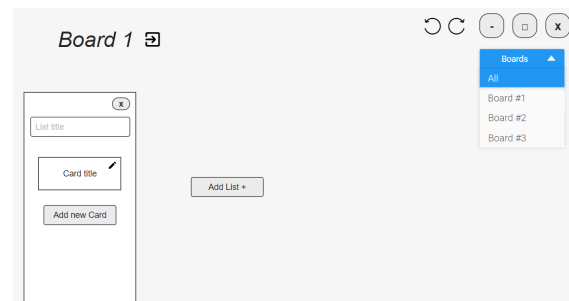 Board 1
- □ x
Boards
All
Board #1
Board #2
Board #3
x
List title
Card title
Add List +
Add new Card